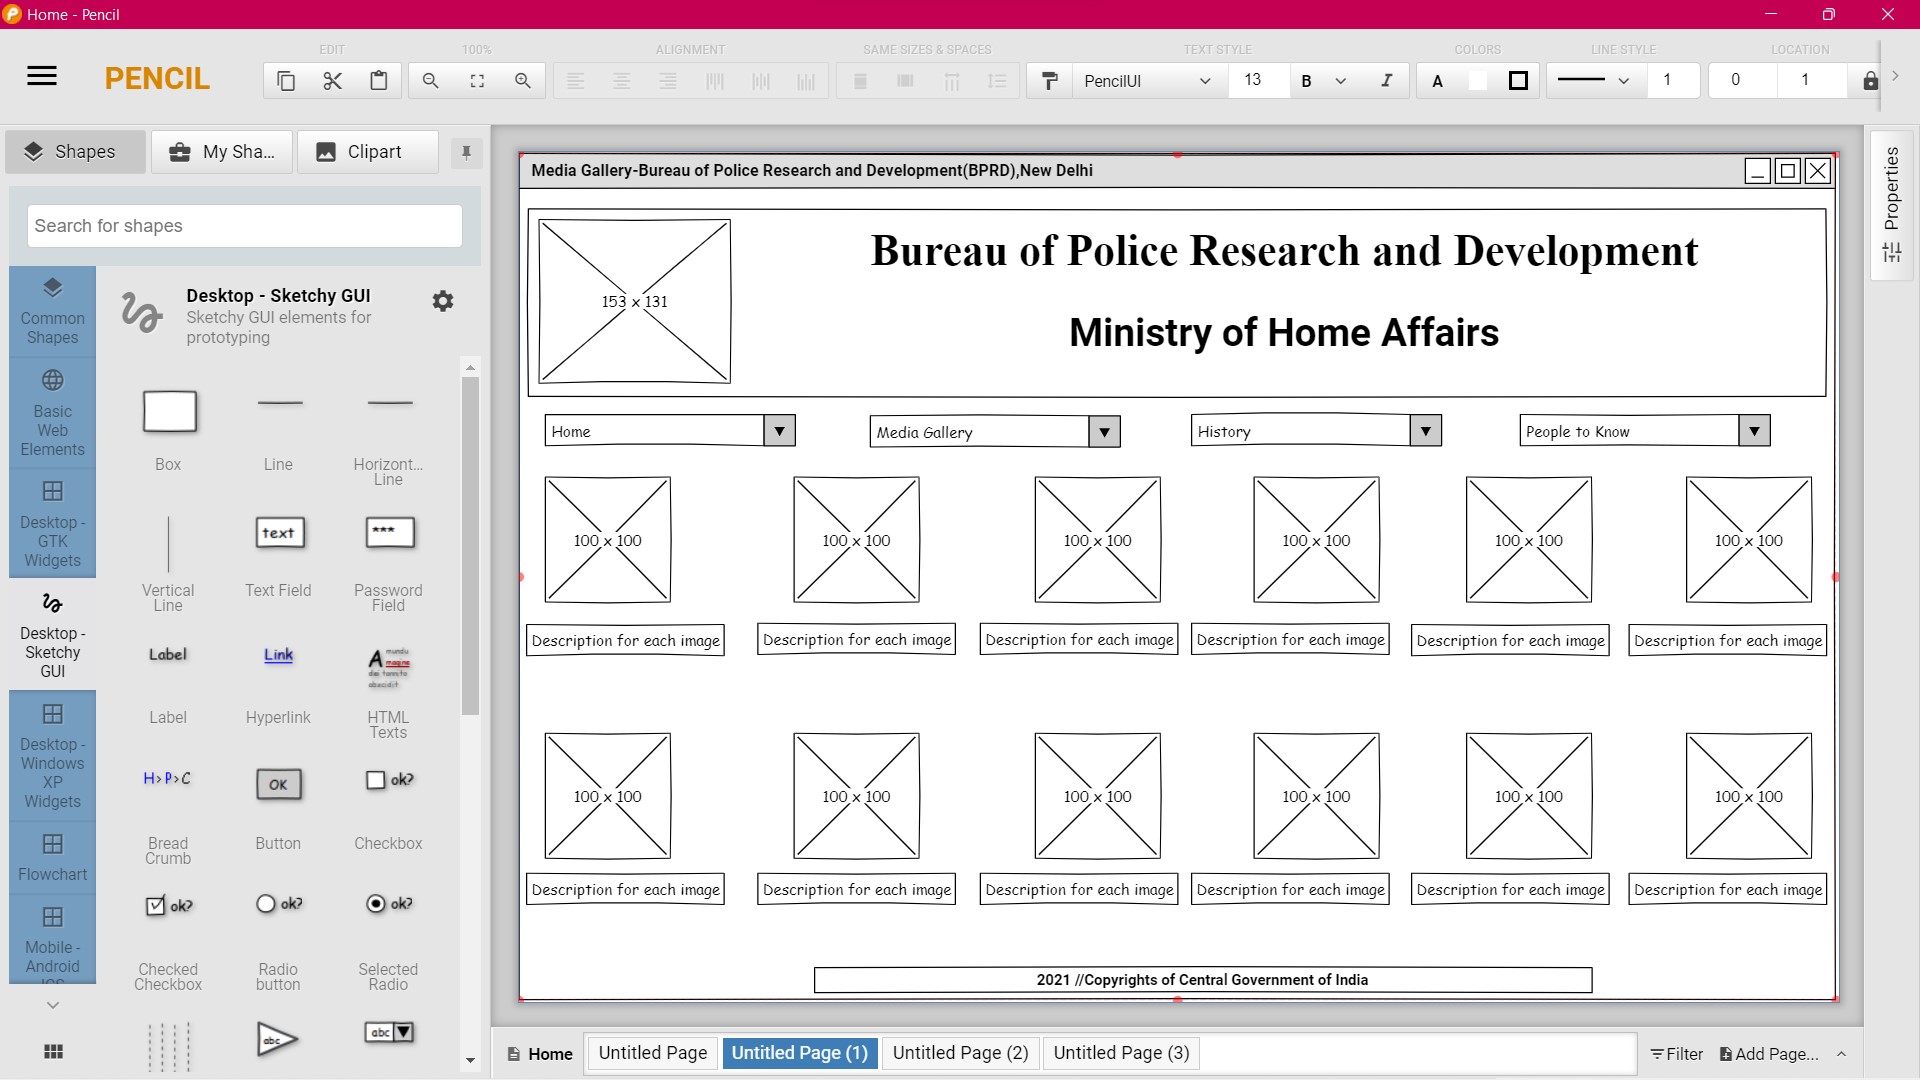 Home - Pencil
EDIT
100%
ALIGNMENT
SAME SIZES & SPACES
TEXT STYLE
COLORS
LINE STYLE
LOCATION
PENCIL
PencilUI
13
B
I
A
1
0
1
Shapes
My Sha...
Clipart
Search for shapes
Common
Shapes
Basic
Web
Elements
Desktop -
GTK
Widgets
Desktop -
Sketchy
GUI
Desktop -
Windows
XP
Widgets
Flowchart
Mobile -
Android
ICS
Desktop - Sketchy GUI
Sketchy GUI elements for
prototyping
Box
Line
Horizont...
Line
text
***
Vertical
Line
Text Field
Password
Field
Label
Link
A
Label
Hyperlink
HTML
Texts
H>P>C
OK
ok?
Bread
Crumb
Button
Checkbox
ok?
ok?
ok?
Checked
Checkbox
Radio
button
Selected
Radio
abc
abc
Media Gallery-Bureau of Police Research and Development(BPRD),New Delhi
153 x 131
Bureau of Police Research and Development
Ministry of Home Affairs
Home
Media Gallery
History
People to Know
100 x 100
100 x 100
100 x 100
100 x 100
100 x 100
100 x 100
Description for each image
Description for each image
Description for each image
Description for each image
Description for each image
Description for each image
100 x 100
100 x 100
100 x 100
100 x 100
100 x 100
100 x 100
Description for each image
Description for each image
Description for each image
Description for each image
Description for each image
Description for each image
2021 //Copyrights of Central Government of India
Properties
Home
Untitled Page
Untitled Page (1)
Untitled Page (2)
Untitled Page (3)
Filter
Add Page...